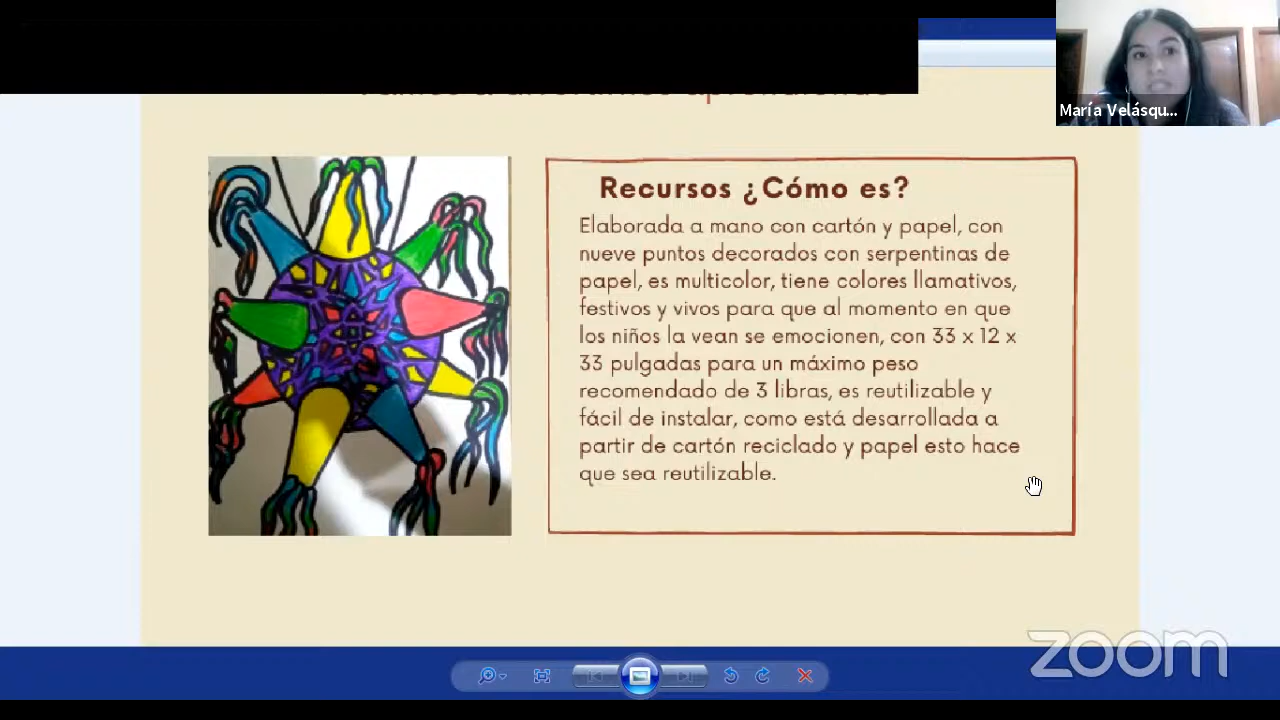 María Velásqu...
Recursos ¿Cómo es?
Elaborada a mano con cartón y papel, con
nueve puntos decorados con serpentinas de
papel, es multicolor, tiene colores llamativos,
festivos y vivos para que al momento en que
los niños la vean se emocionen, con 33 x 12 x
33 pulgadas para un máximo peso
recomendado de 3 libras, es reutilizable y
fácil de instalar, como está desarrollada a
partir de cartón reciclado y papel esto hace
que sea reutilizable.
zoom